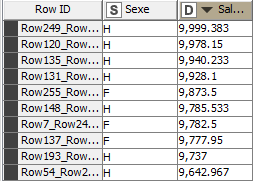 Row ID S Sexe D Sal...
Row249_Row... H 9,999.383
Row120_Row... H 9,978.15
Row135_Row... H 9,940.233
Row131_Row... H 9,928.1
Row255_Row... F 9,873.5
Row148_Row... H 9,785.533
Row7_Row24... F 9,782.5
Row137_Row... F 9,777.95
Row193_Row... H 9,737
Row54_Row2... H 9,642.967